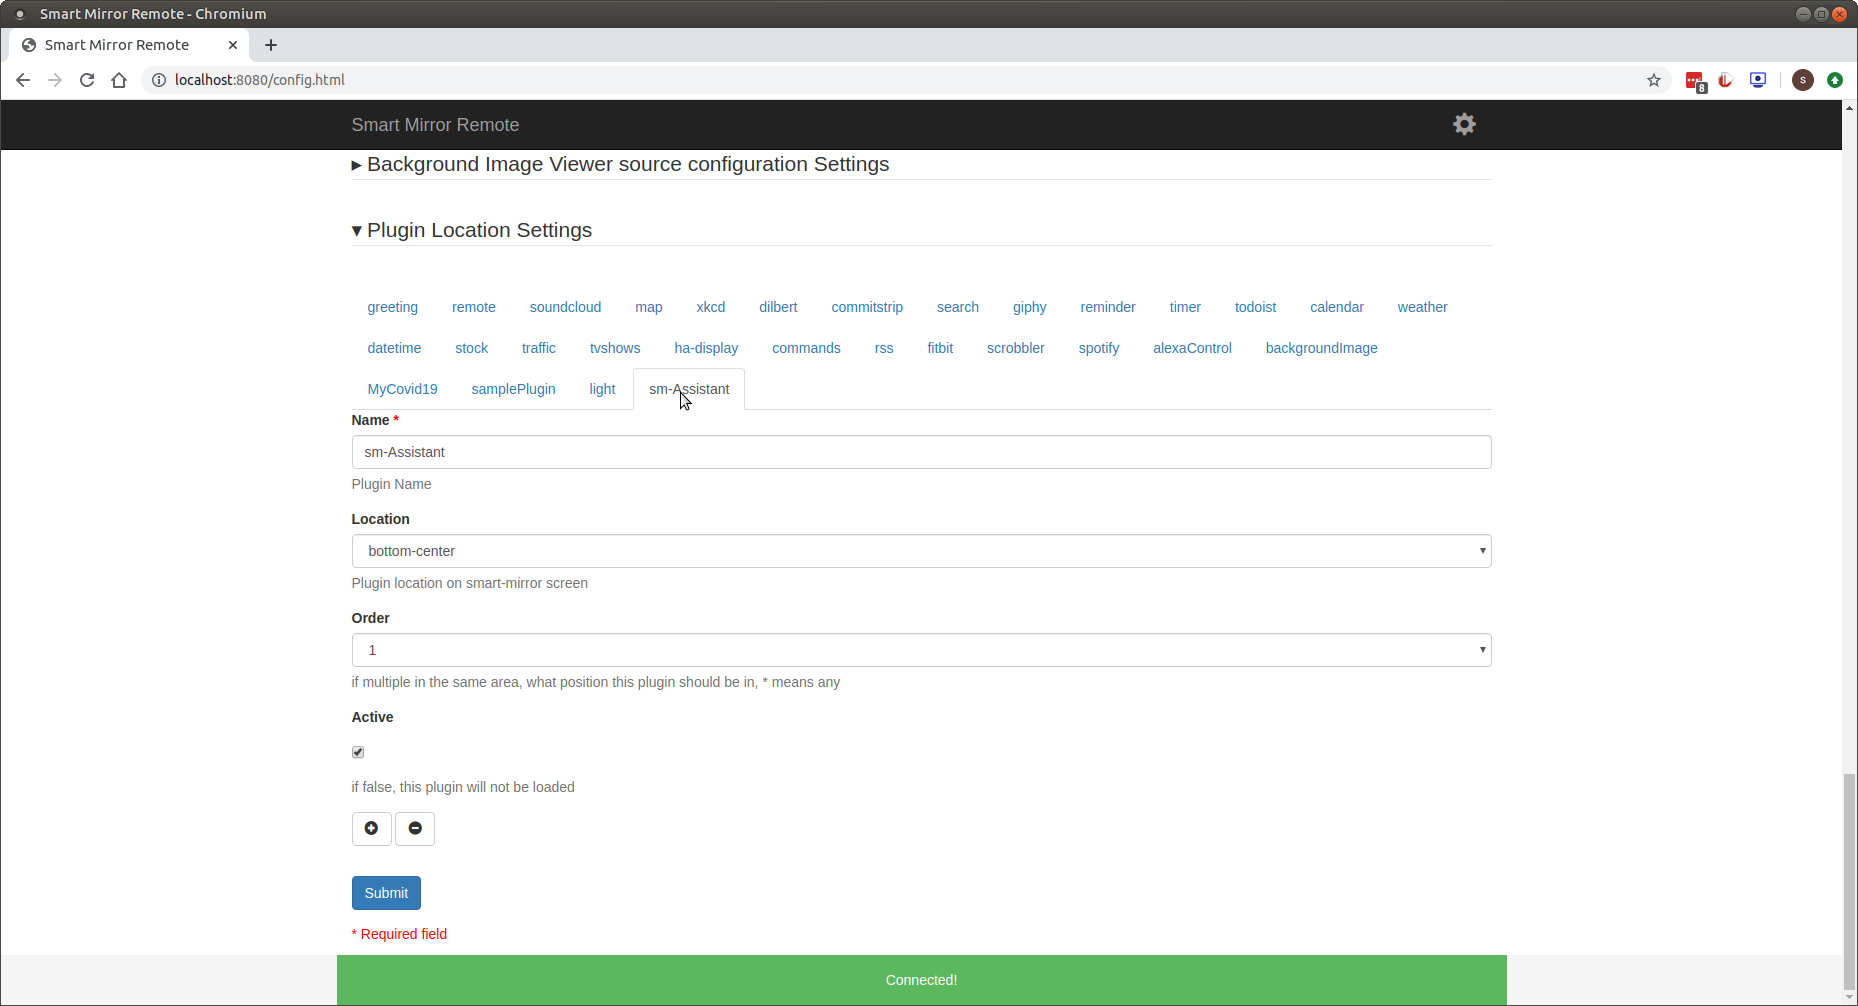 Smart Mirror Remote - Chromium
Smart Mirror Remote
localhost:8080/config.html
8
S
Smart Mirror Remote
Background Image Viewer source configuration Settings
Plugin Location Settings
greeting remote soundcloud map xkcd dilbert commitstrip search giphy reminder timer todoist calendar weather
datetime stock traffic tvshows ha-display commands rss fitbit scrobbler spotify alexaControl backgroundImage
MyCovid19 samplePlugin light sm-Assistant
Name *
sm-Assistant
Plugin Name
Location
bottom-center
Plugin location on smart-mirror screen
Order
1
if multiple in the same area, what position this plugin should be in, * means any
Active
if false, this plugin will not be loaded
Submit
* Required field
Connected!